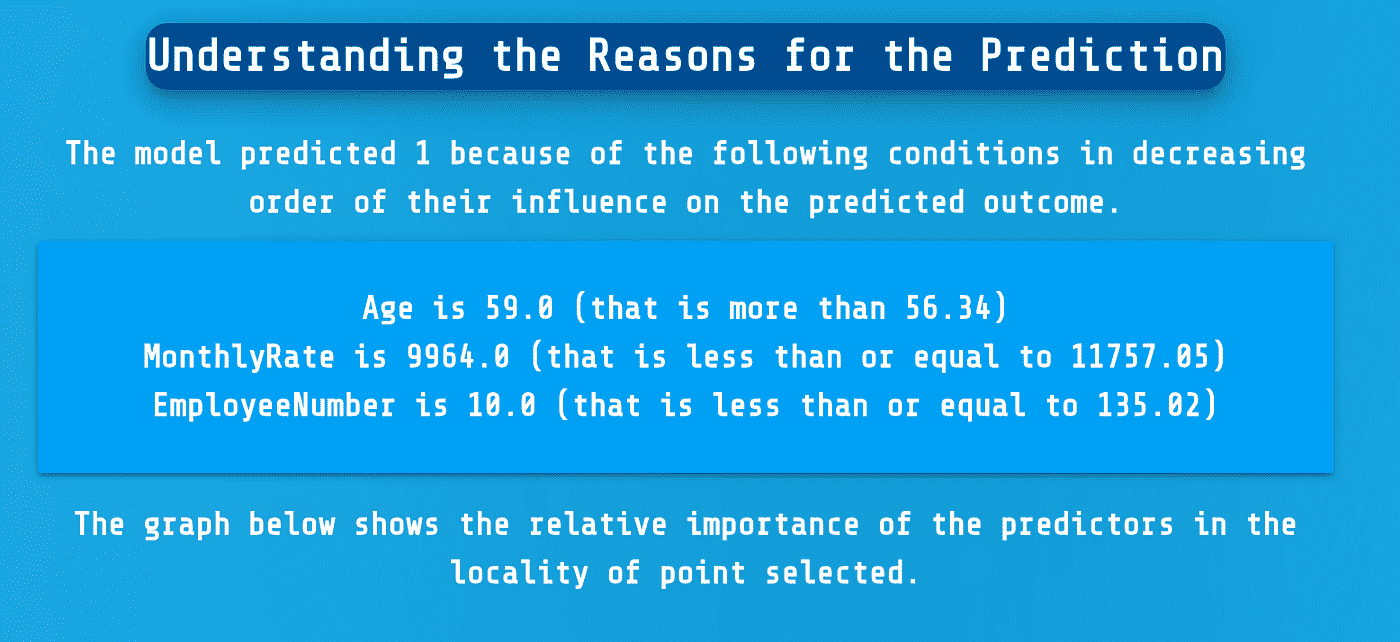 Understanding the Reasons for the Prediction
The model predicted 1 because of the following conditions in decreasing
order of their influence on the predicted outcome.
Age is 59.0 (that is more than 56.34)
MonthlyRate is 9964.0 (that is less than or equal to 11757.05)
EmployeeNumber is 10.0 (that is less than or equal to 135.02)
The graph below shows the relative importance of the predictors in the
locality of point selected.